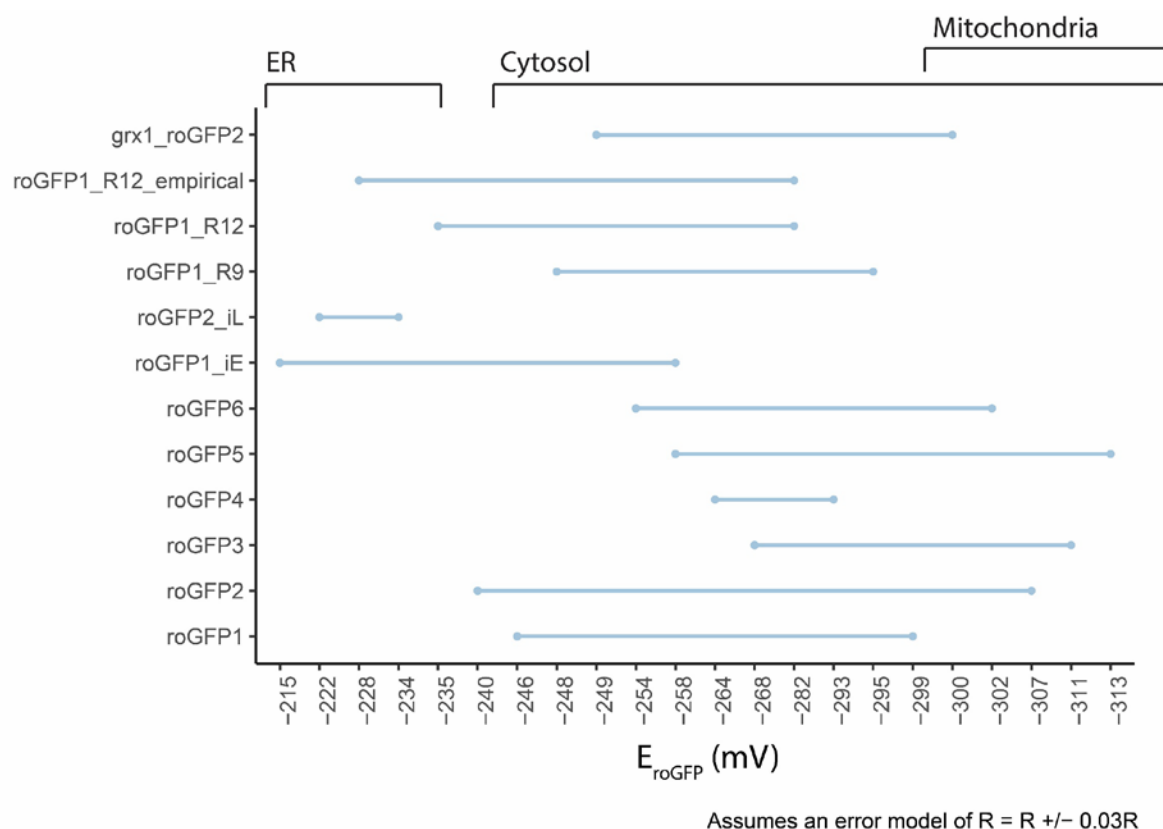 Mitochondria
ER
Cytosol
grx1_roGFP2
roGFP1_R12_empirical
roGFP1_R12
roGFP1_R9
roGFP2_iL
roGFP1_iE
roGFP6
roGFP5
roGFP4
roGFP3
roGFP2
roGFP1
−215
−222
−228
−234
−235
−240
−246
−248
−249
−254
−258
−264
−268
−282
−293
−295
−299
−300
−302
−307
−311
−313
EroGFP (mV)
Assumes an error model of R = R +/− 0.03R